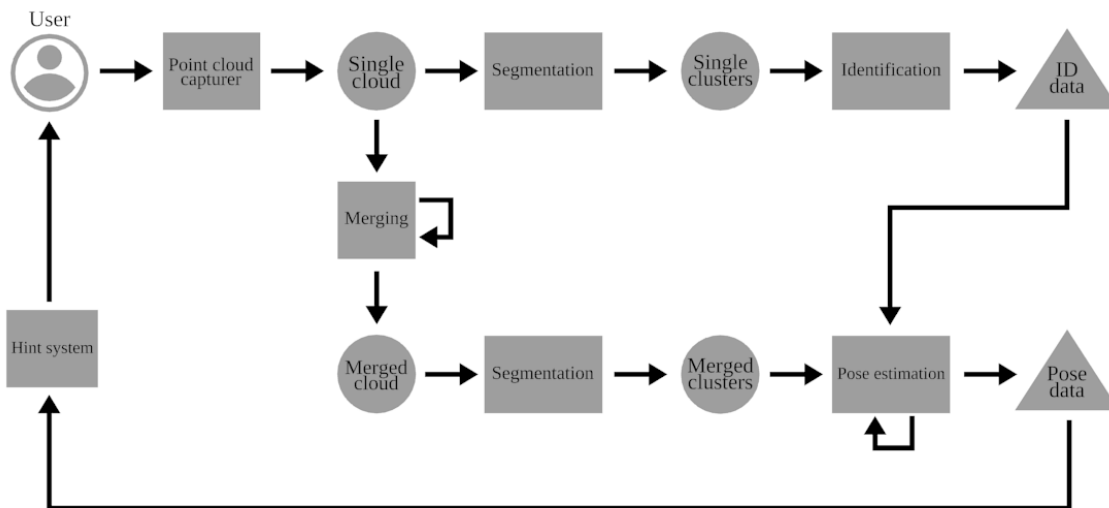 User
Point cloud
capturer
Single
cloud
Segmentation
Single
clusters
Identification
ID
data
Merging
Hint system
Merged
cloud
Segmentation
Merged
clusters
Pose estimation
Pose
data